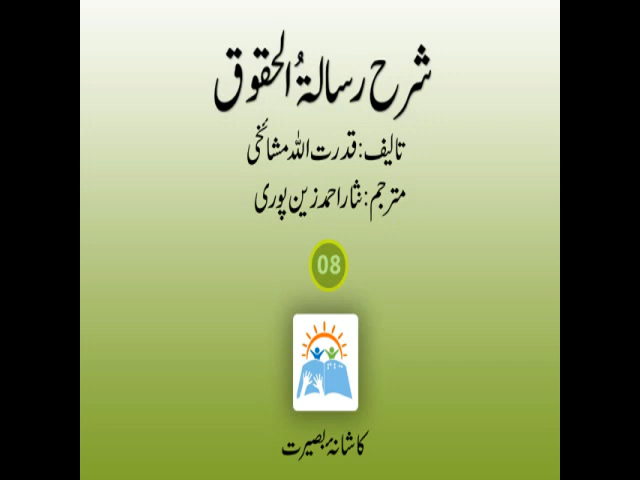 شرح رسالۃُ الحقوق
تالیف: قدرت اللہ مشائخی
مترجم: نثار احمد زین پوری
08
کاشانۂ بصیرت